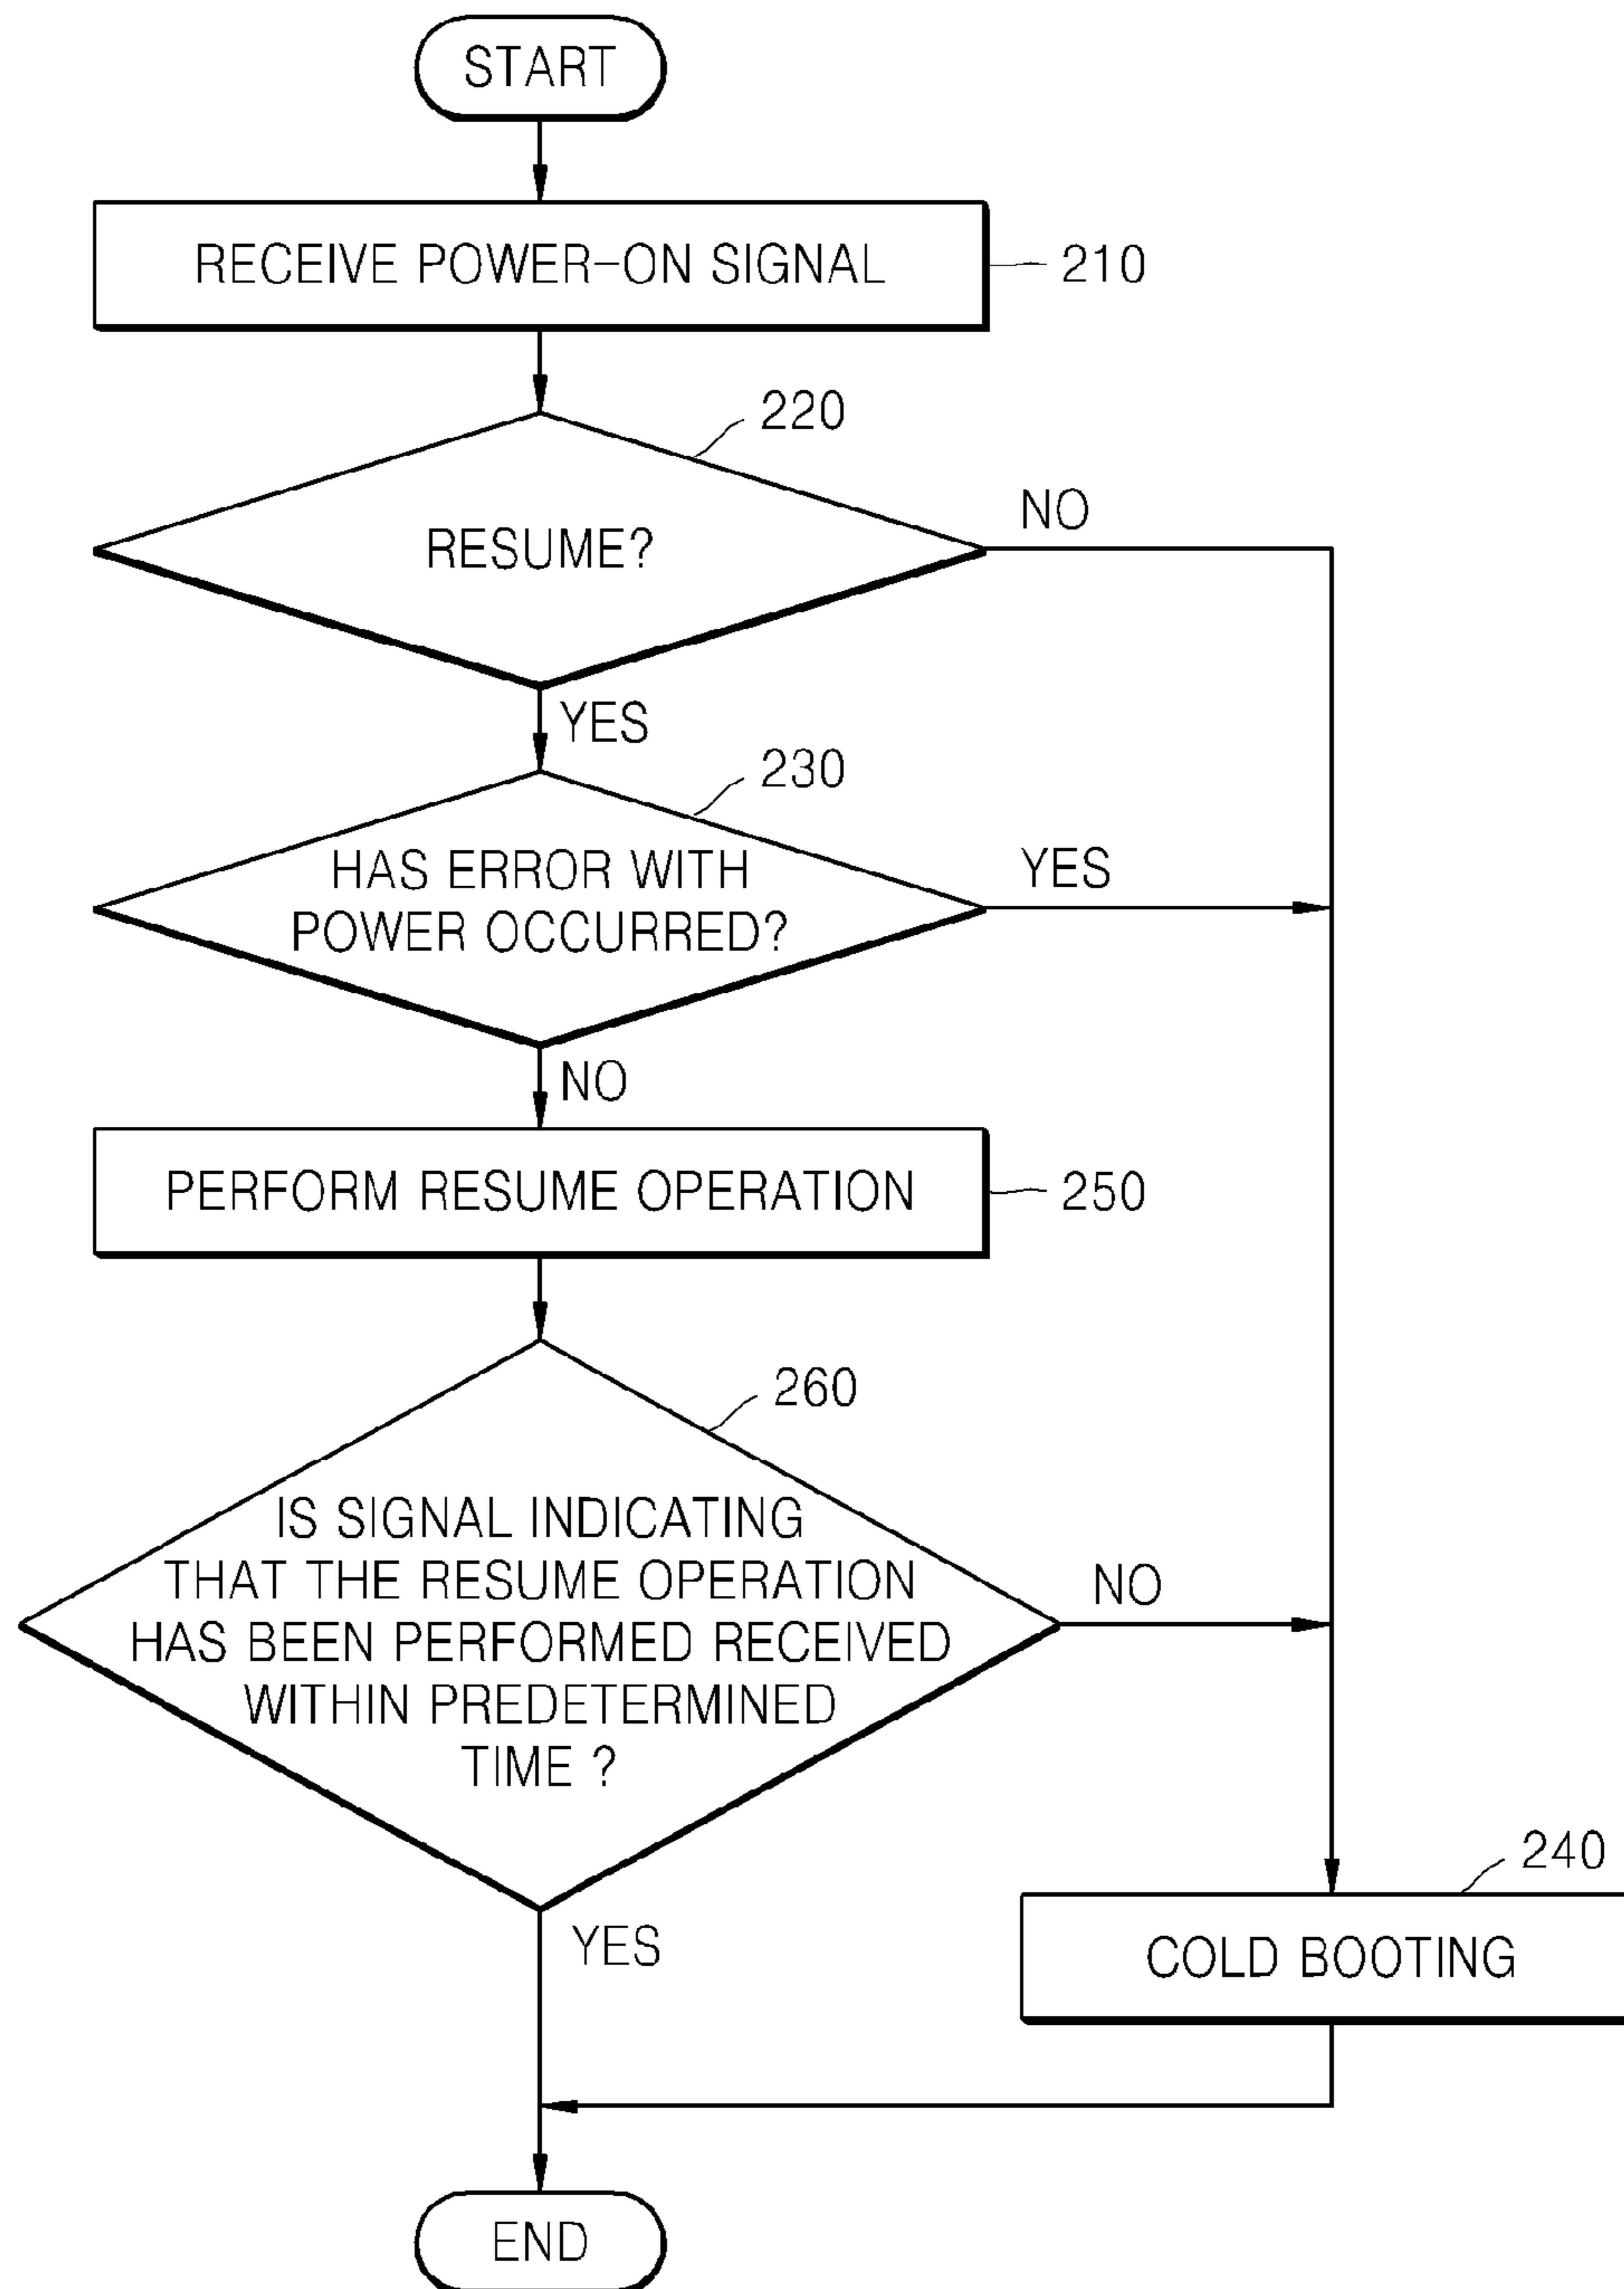 START
RECEIVE POWER-ON SIGNAL
210
220
RESUME?
NO
YES
230
HAS ERROR WITH
POWER OCCURRED?
YES
NO
PERFORM RESUME OPERATION
250
260
IS SIGNAL INDICATING
THAT THE RESUME OPERATION
HAS BEEN PERFORMED RECEIVED
WITHIN PREDETERMINED
TIME ?
NO
YES
240
COLD BOOTING
END